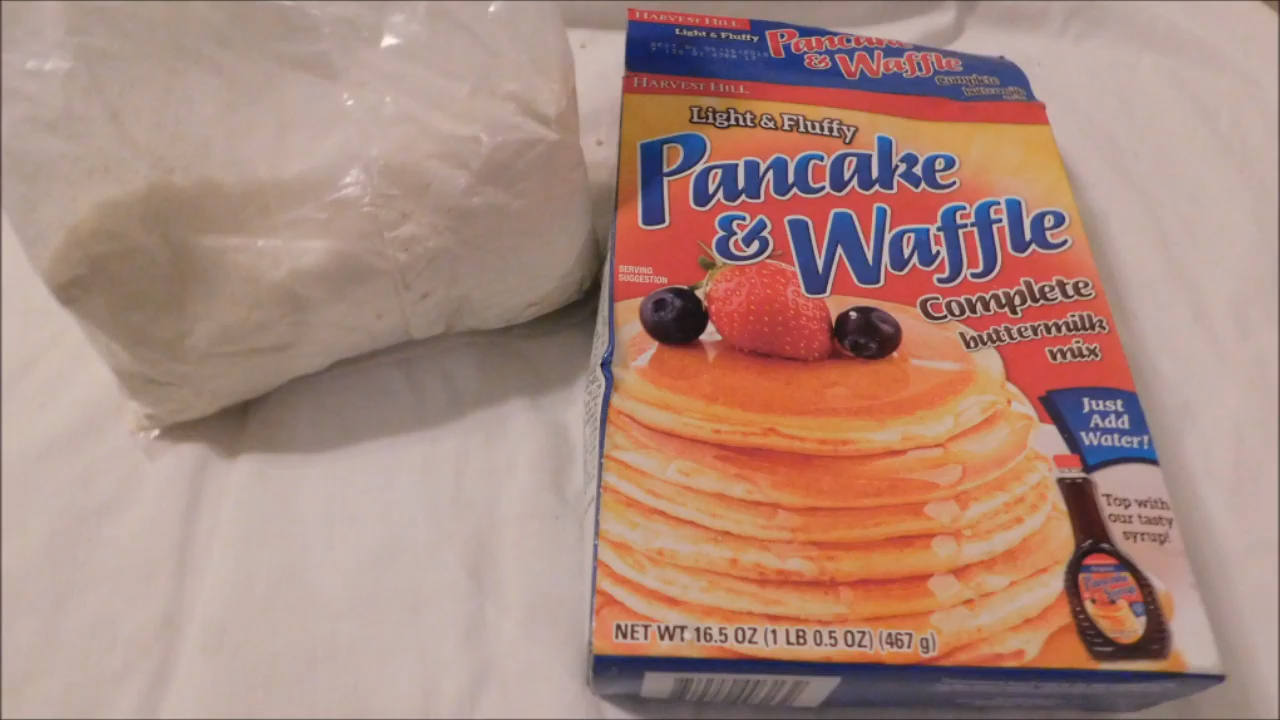 HARVEST HILL
Light & Fluffy
Pancake
& Waffle
Complete
buttermilk
HARVEST HILL
Light & Fluffy
Pancake
& Waffle
SERVING
SUGGESTION
Complete
buttermilk
mix
Just
Add
Water!
Top with
our tasty
syrup!
Pancake
Syrup
NET WT 16.5 OZ (1 LB 0.5 OZ) (467 g)